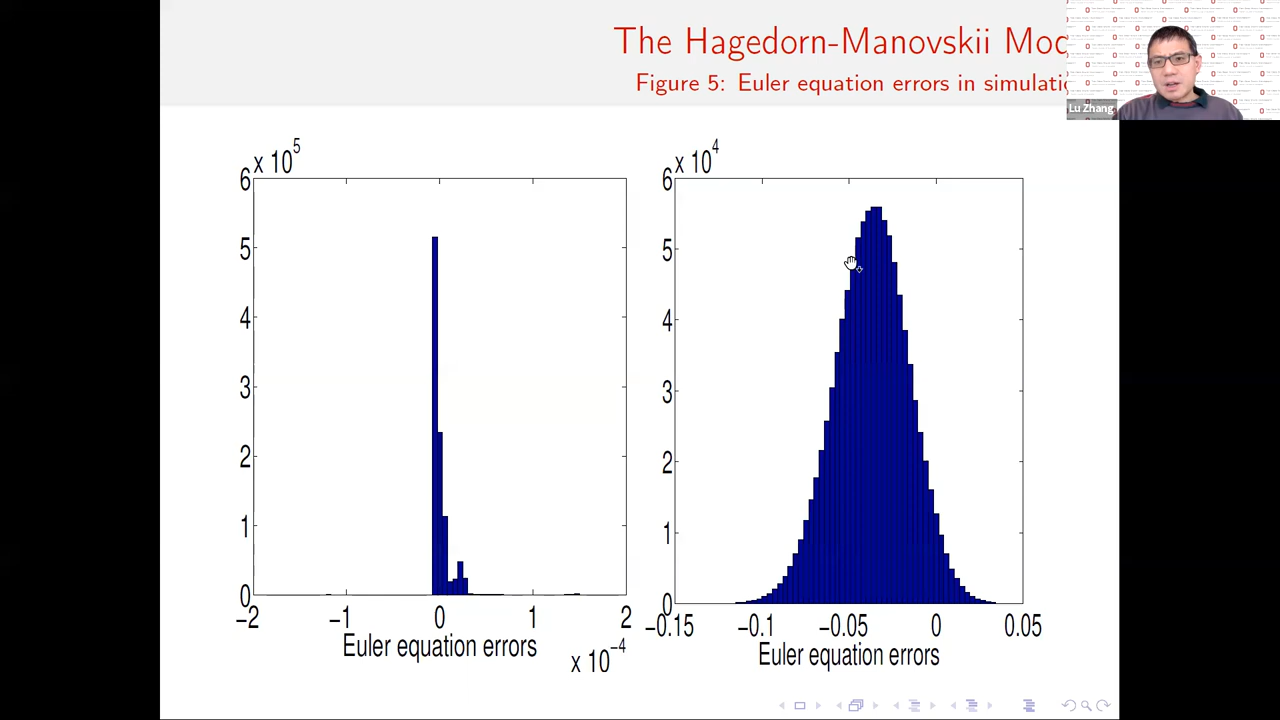 The Hagedorn-Manovskii Mod
Figure 5: Euler equation errors in simulati
Lu Zhang
x 10^5
6
5
4
3
2
1
0
−2 −1 0 1 2
Euler equation errors
x 10^−4
x 10^4
6
5
4
3
2
1
0
−0.15 −0.1 −0.05 0 0.05
Euler equation errors